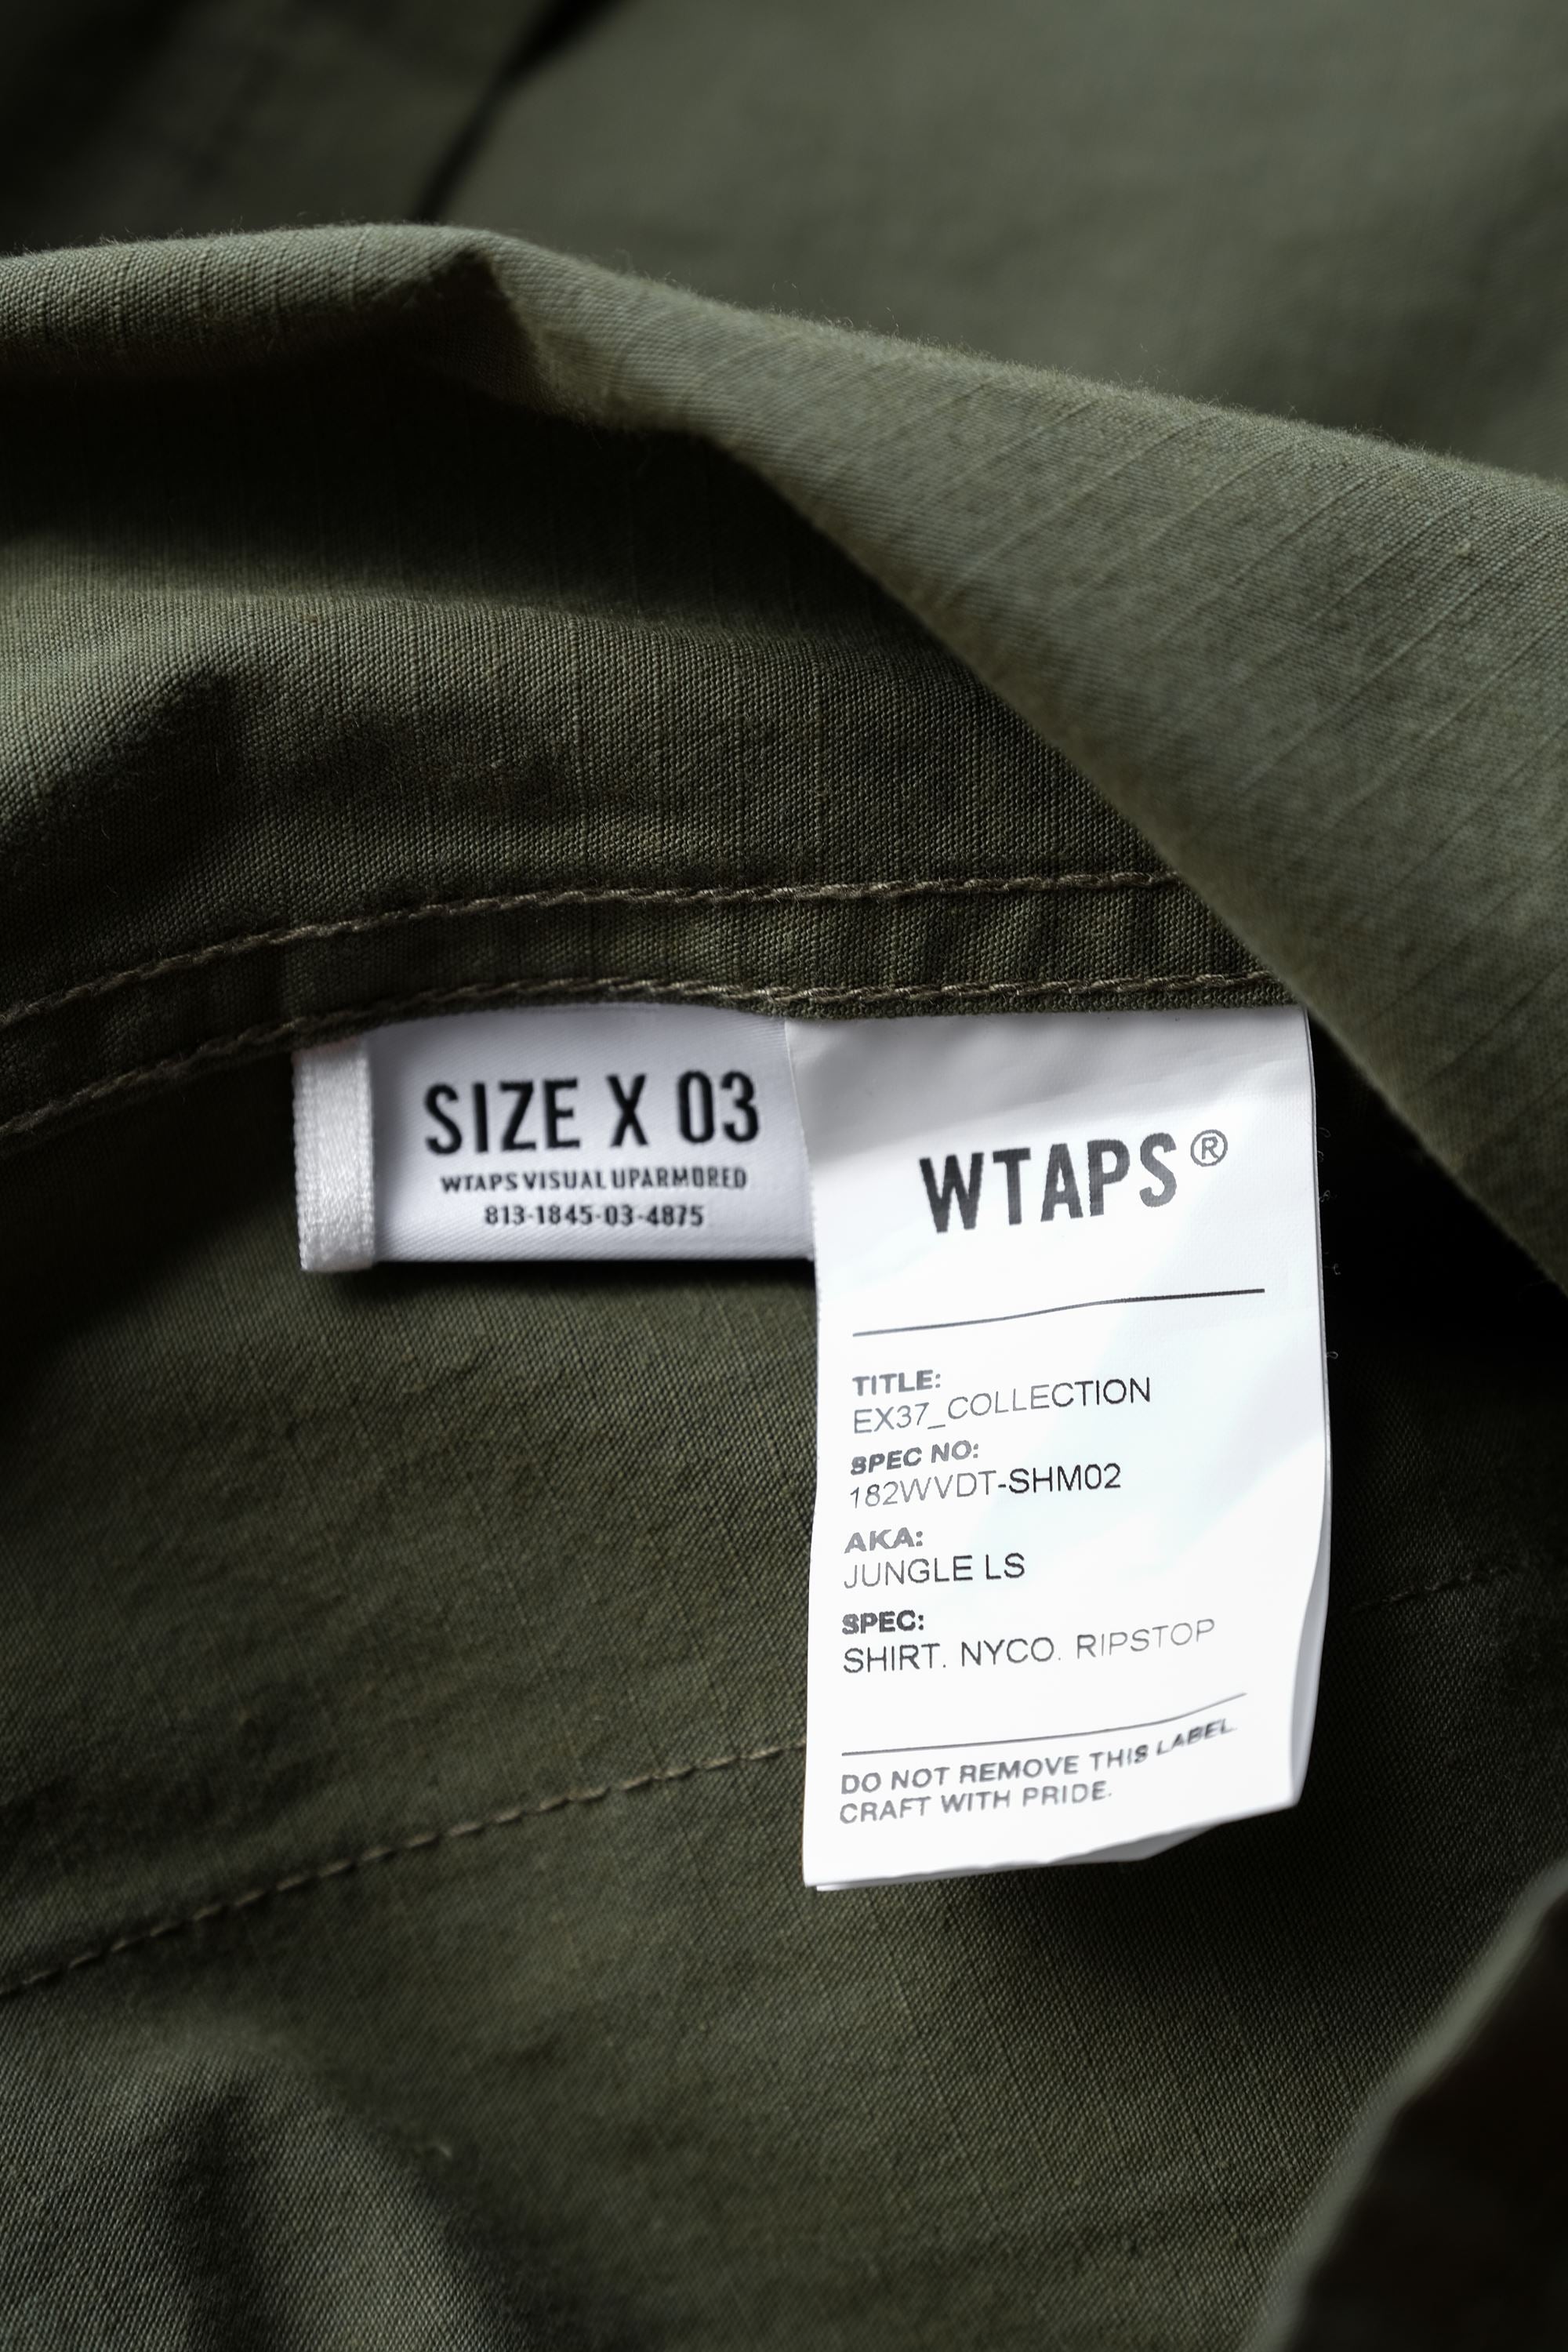 SIZE X 03
WTAPS VISUAL UPARMORED
813-1845-03-4875
WTAPS®
TITLE:
EX37_COLLECTION
SPEC NO:
182WVDT-SHM02
AKA:
JUNGLE LS
SPEC:
SHIRT. NYCO. RIPSTOP
DO NOT REMOVE THIS LABEL.
CRAFT WITH PRIDE.